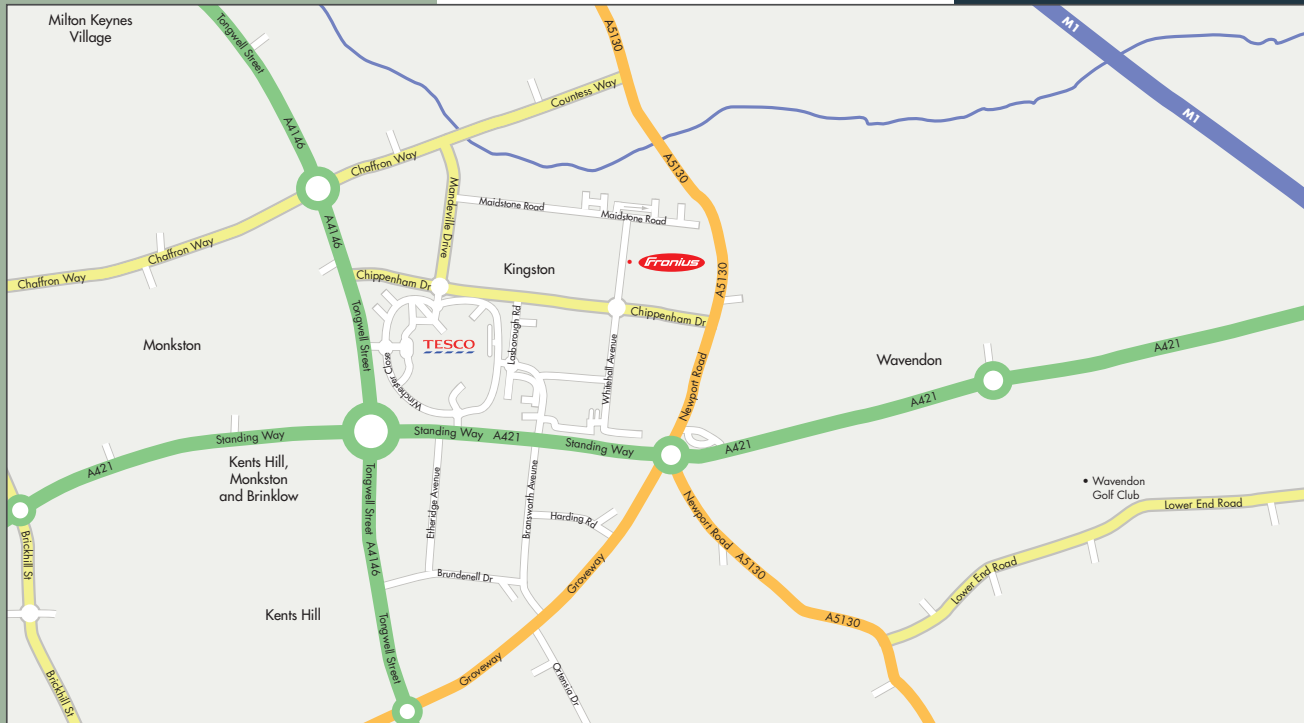 Milton Keynes
Village
Tongwell Street
A5130
M1
Countess Way
M1
A4146
Chaffron Way
A5130
Mandeville Drive
Maidstone Road
Maidstone Road
A4146
Chaffron Way
Fronius
Kingston
Chaffron Way
Chippenham Dr
A5130
Chippenham Dr
Tongwell Street
Loxborough Rd
Monkston
TESCO
A421
Wavendon
Winchester Close
Whitehall Avenue
Newport Road
A421
Standing Way
Standing Way
A421
Standing Way
A421
A421
Kents Hill,
Monkston
and Brinklow
Tongwell Street
Etheridge Avenue
Bransworth Aveune
Wavendon
Golf Club
Lower End Road
Newport Road
Harding Rd
Brickhill St
A4146
Groveway
A5130
Brundenell Dr
Lower End Road
Kents Hill
A5130
Tongwell Street
Groveway
Ortensia Dr
Brickhill St